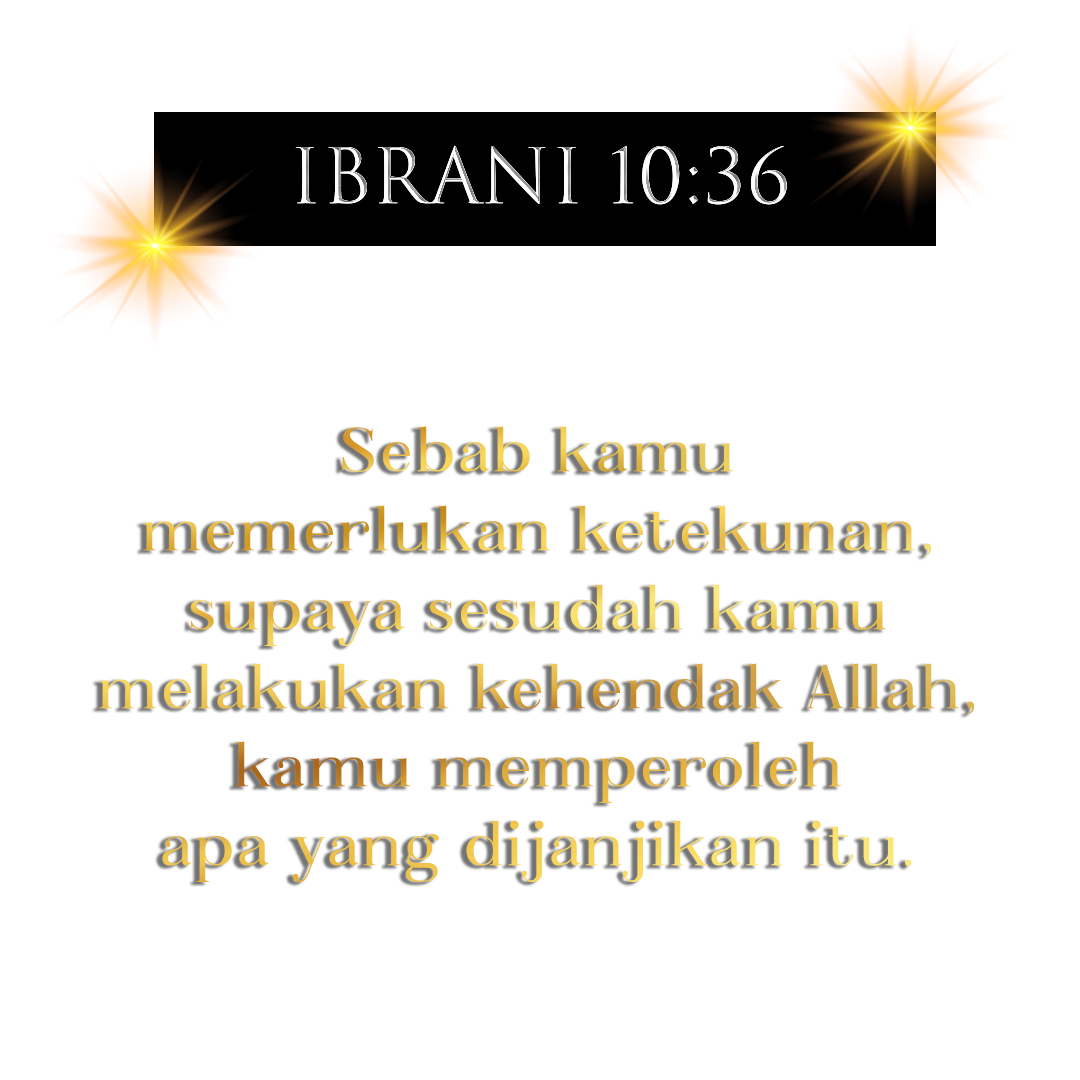 IBRANI 10:36
Sebab kamu
memerlukan ketekunan,
supaya sesudah kamu
melakukan kehendak Allah,
kamu memperoleh
apa yang dijanjikan itu.